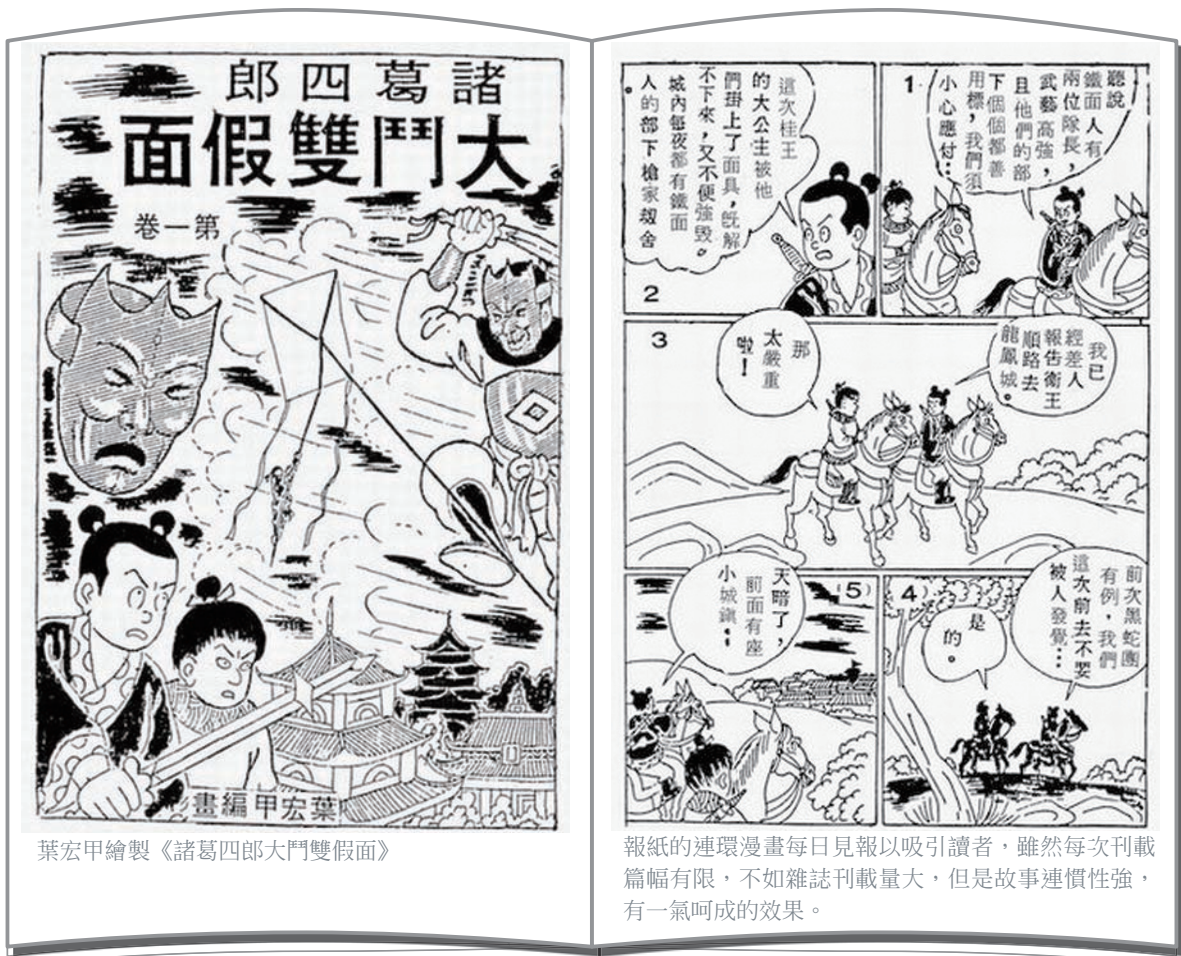 諸葛四郎
大鬥雙假面
第一卷
葉宏甲編畫
葉宏甲繪製《諸葛四郎大鬥雙假面》
1
聽說
鐵面人有
兩位隊長，
武藝高強，
且他們的部
下個個都善
用標，我們須
小心應付…
2
這次桂王
的大公主被他
們掛上了面具，既解
不下來，又不便強毀。
城內每夜都有鐵面
人的部下搶家劫舍
。
3
我已
經差人
報告衛王
順路去
龍鳳城。
那
太嚴重
啦！
4)
前次黑蛇團
有例，我們
這次前去不要
被人發覺…
是
的。
(5)
天暗了，
前面有座
小城鎮…
報紙的連環漫畫每日見報以吸引讀者，雖然每次刊載
篇幅有限，不如雜誌刊載量大，但是故事連慣性強，
有一氣呵成的效果。